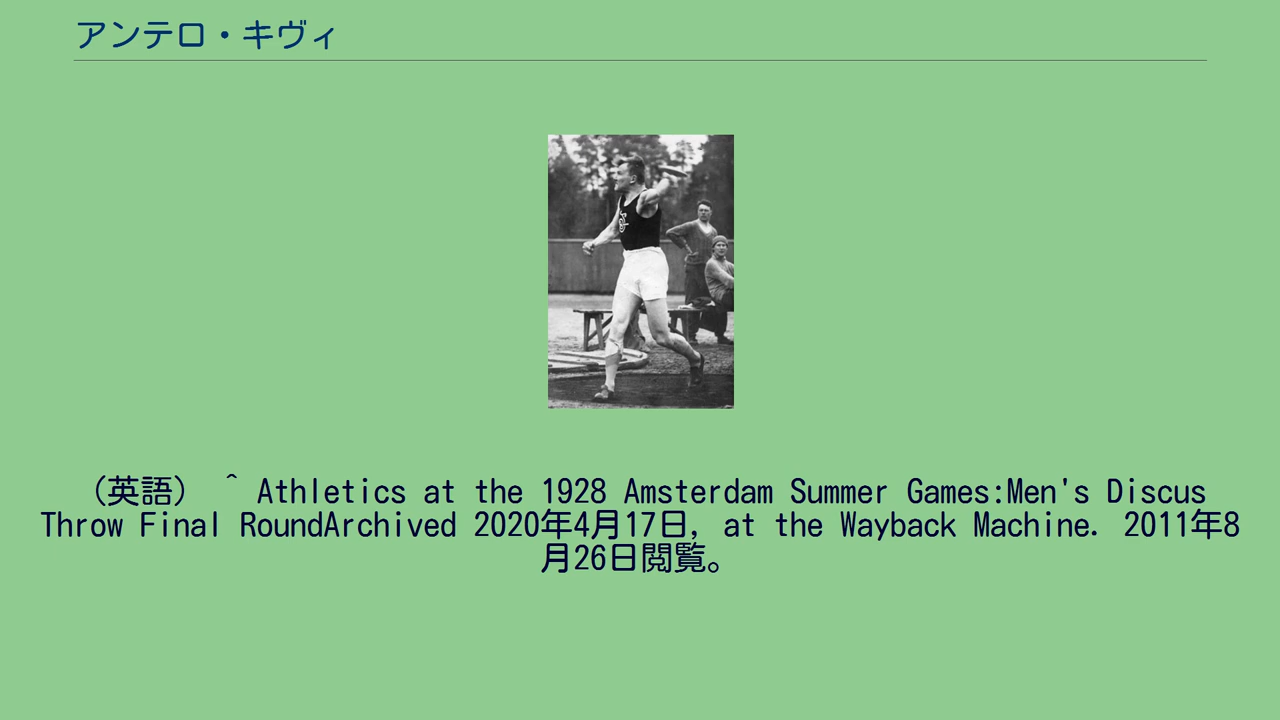 アンテロ・キヴィ
（英語） ^ Athletics at the 1928 Amsterdam Summer Games:Men's Discus
Throw Final RoundArchived 2020年4月17日, at the Wayback Machine. 2011年8
月26日閲覧。